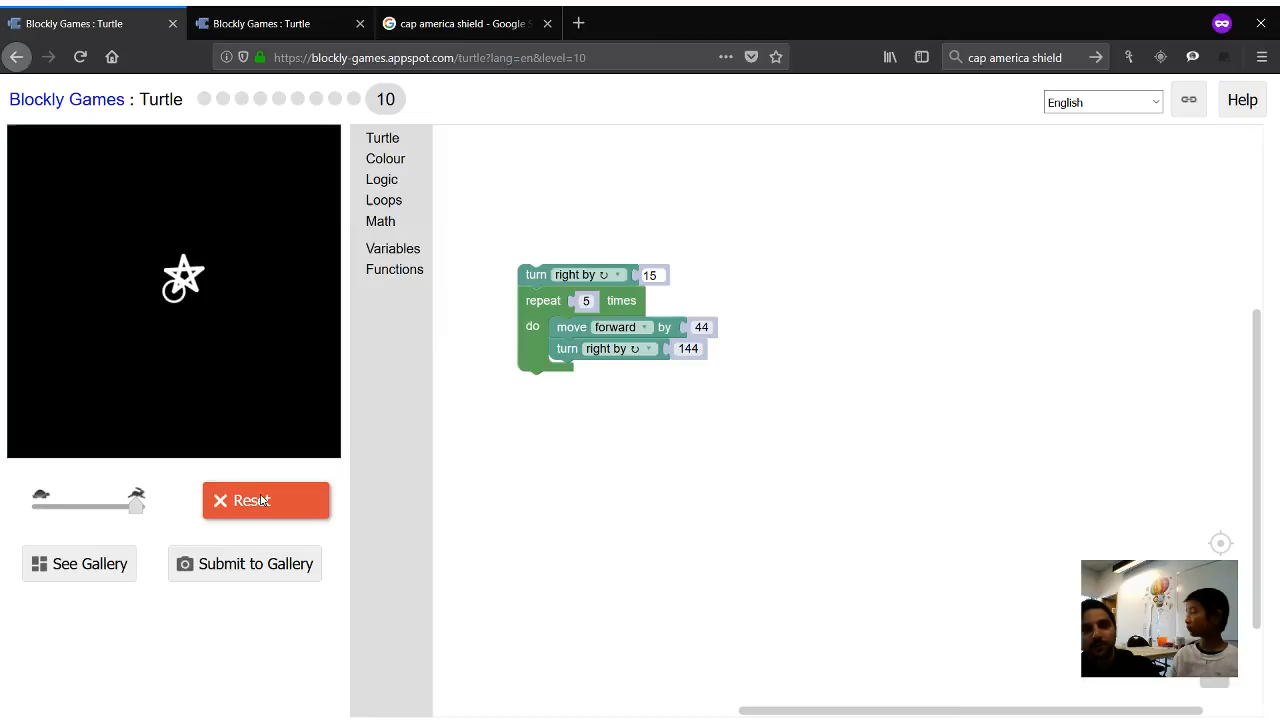 Blockly Games : Turtle
Blockly Games : Turtle
cap america shield - Google S
https://blockly-games.appspot.com/turtle?lang=en&level=10
cap america shield
Blockly Games : Turtle
10
English
Help
Turtle
Colour
Logic
Loops
Math
Variables
Functions
turn right by ↻ 15
repeat 5 times
do move forward by 44
turn right by ↻ 144
Reset
See Gallery
Submit to Gallery